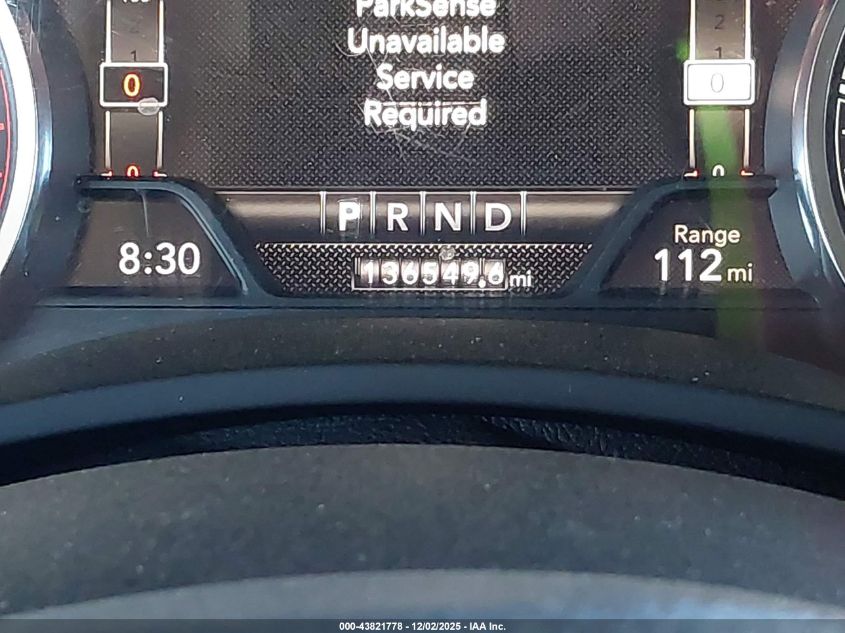 ParkSense
Unavailable
Service
Required
2
1
0
0
2
1
0
0
P R N D
8:30
136549.6 mi
Range
112 mi
000-43821778 - 12/02/2025 - IAA Inc.